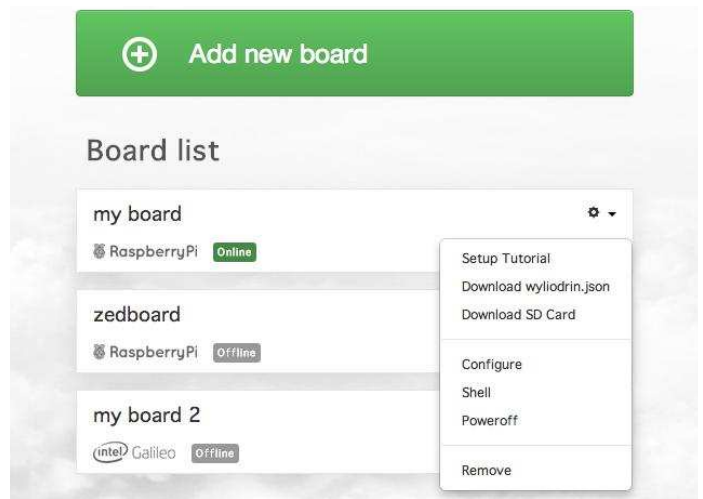 Add new board
Board list
my board
RaspberryPi Online
Setup Tutorial
Download wyliodrin.json
Download SD Card
Configure
Shell
Poweroff
Remove
zedboard
RaspberryPi Offline
my board 2
intel Galileo Offline